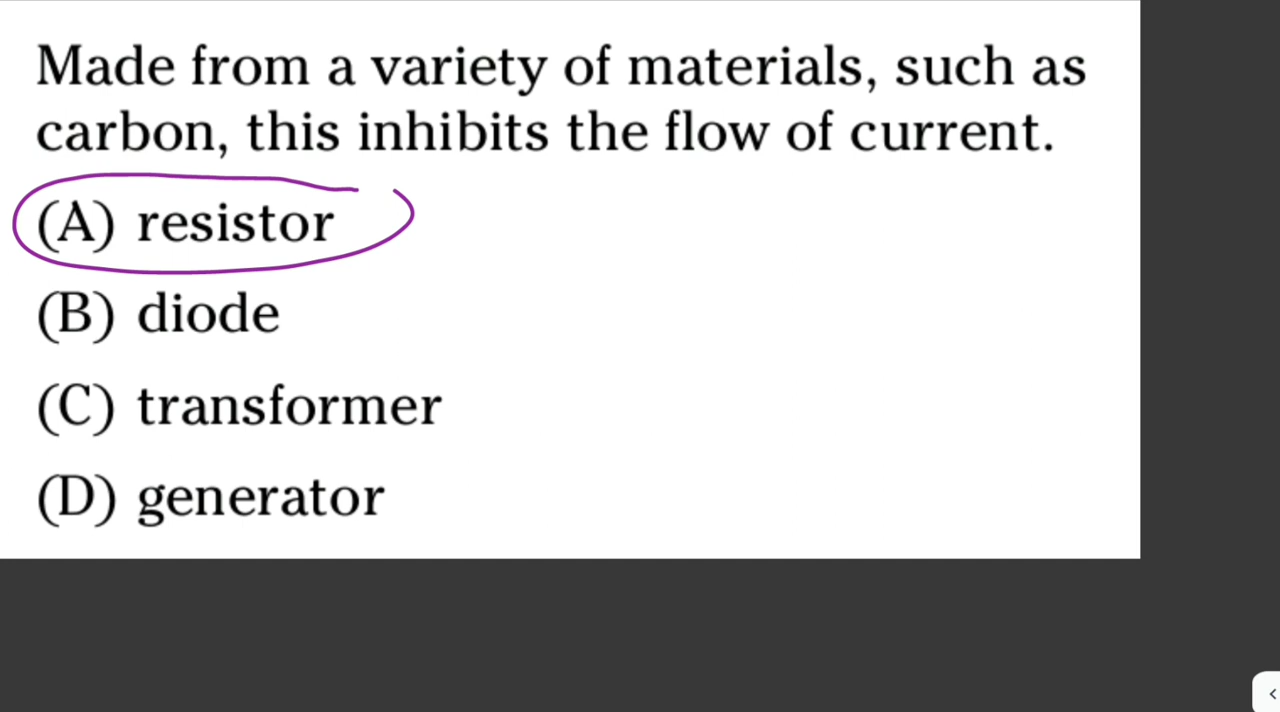 Made from a variety of materials, such as
carbon, this inhibits the flow of current.
(A) resistor
(B) diode
(C) transformer
(D) generator